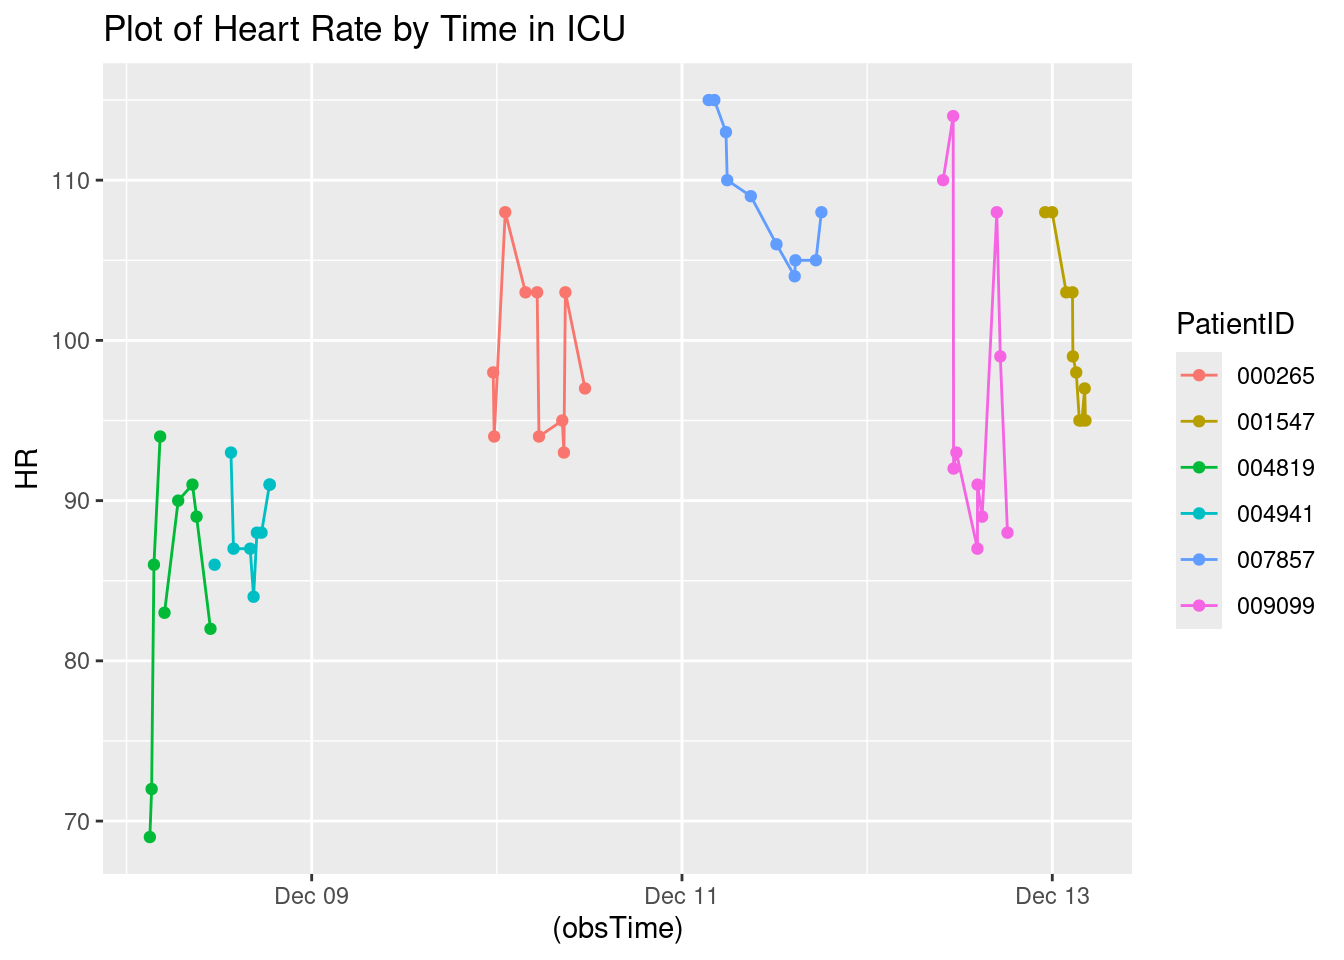 Plot of Heart Rate by Time in ICU
HR
110
100
90
80
70
Dec 09
Dec 11
Dec 13
(obsTime)
PatientID
000265
001547
004819
004941
007857
009099